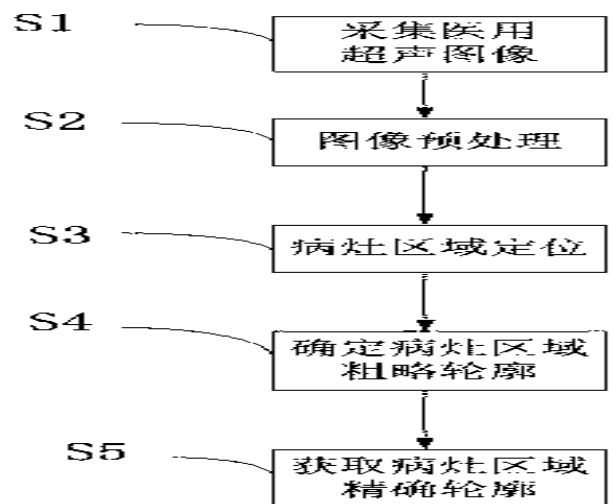 S1
采集医用
超声图像
S2
图像预处理
S3
病灶区域定位
S4
确定病灶区域
粗略轮廓
S5
获取病灶区域
精确轮廓